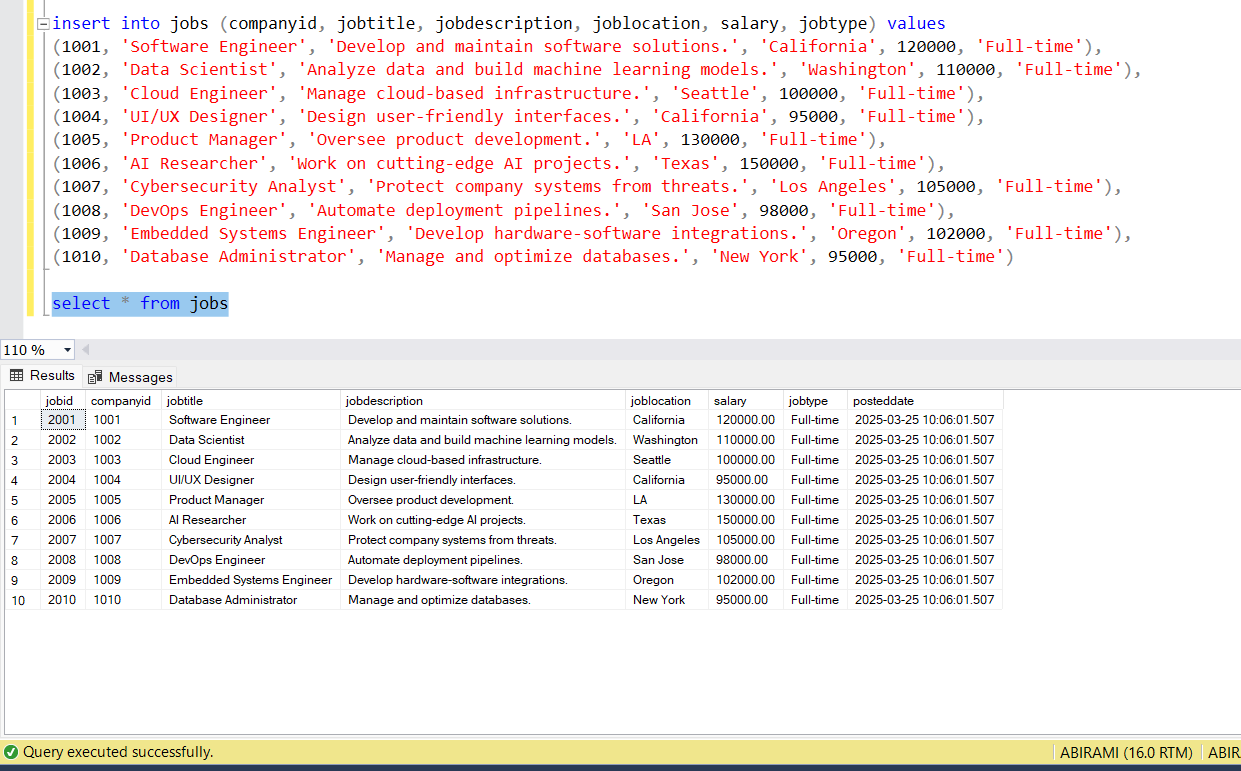 insert into jobs (companyid, jobtitle, jobdescription, joblocation, salary, jobtype) values
(1001, 'Software Engineer', 'Develop and maintain software solutions.', 'California', 120000, 'Full-time'),
(1002, 'Data Scientist', 'Analyze data and build machine learning models.', 'Washington', 110000, 'Full-time'),
(1003, 'Cloud Engineer', 'Manage cloud-based infrastructure.', 'Seattle', 100000, 'Full-time'),
(1004, 'UI/UX Designer', 'Design user-friendly interfaces.', 'California', 95000, 'Full-time'),
(1005, 'Product Manager', 'Oversee product development.', 'LA', 130000, 'Full-time'),
(1006, 'AI Researcher', 'Work on cutting-edge AI projects.', 'Texas', 150000, 'Full-time'),
(1007, 'Cybersecurity Analyst', 'Protect company systems from threats.', 'Los Angeles', 105000, 'Full-time'),
(1008, 'DevOps Engineer', 'Automate deployment pipelines.', 'San Jose', 98000, 'Full-time'),
(1009, 'Embedded Systems Engineer', 'Develop hardware-software integrations.', 'Oregon', 102000, 'Full-time'),
(1010, 'Database Administrator', 'Manage and optimize databases.', 'New York', 95000, 'Full-time')
select * from jobs
110 %
Results Messages
jobid companyid jobtitle jobdescription joblocation salary jobtype posteddate
1 2001 1001 Software Engineer Develop and maintain software solutions. California 120000.00 Full-time 2025-03-25 10:06:01.507
2 2002 1002 Data Scientist Analyze data and build machine learning models. Washington 110000.00 Full-time 2025-03-25 10:06:01.507
3 2003 1003 Cloud Engineer Manage cloud-based infrastructure. Seattle 100000.00 Full-time 2025-03-25 10:06:01.507
4 2004 1004 UI/UX Designer Design user-friendly interfaces. California 95000.00 Full-time 2025-03-25 10:06:01.507
5 2005 1005 Product Manager Oversee product development. LA 130000.00 Full-time 2025-03-25 10:06:01.507
6 2006 1006 AI Researcher Work on cutting-edge AI projects. Texas 150000.00 Full-time 2025-03-25 10:06:01.507
7 2007 1007 Cybersecurity Analyst Protect company systems from threats. Los Angeles 105000.00 Full-time 2025-03-25 10:06:01.507
8 2008 1008 DevOps Engineer Automate deployment pipelines. San Jose 98000.00 Full-time 2025-03-25 10:06:01.507
9 2009 1009 Embedded Systems Engineer Develop hardware-software integrations. Oregon 102000.00 Full-time 2025-03-25 10:06:01.507
10 2010 1010 Database Administrator Manage and optimize databases. New York 95000.00 Full-time 2025-03-25 10:06:01.507
Query executed successfully. ABIRAMI (16.0 RTM) ABIR